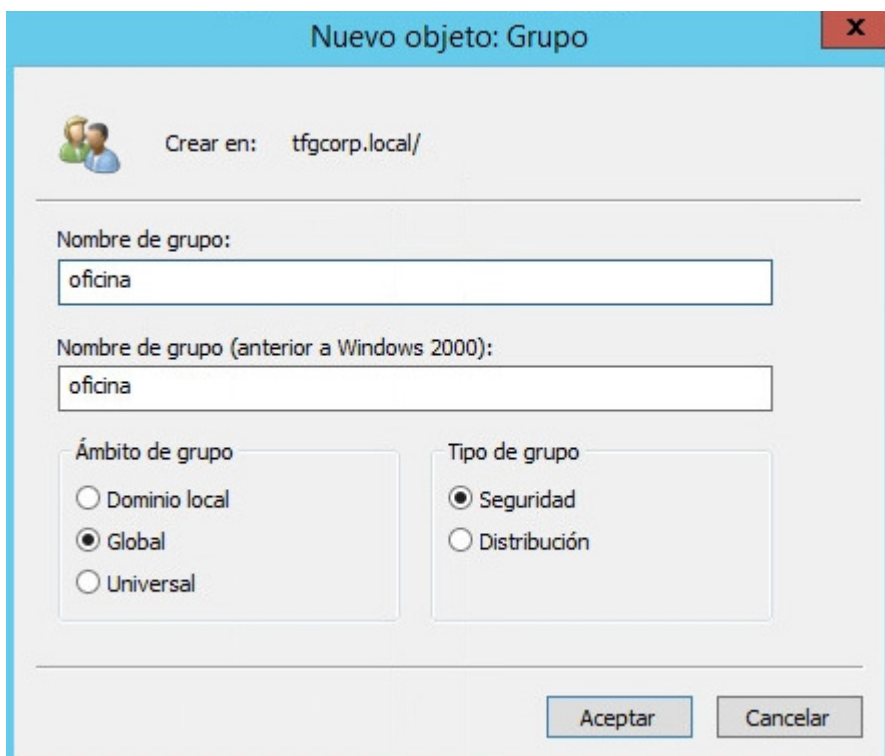 Nuevo objeto: Grupo
x
Crear en: tfgcorp.local/
Nombre de grupo:
oficina
Nombre de grupo (anterior a Windows 2000):
oficina
Ámbito de grupo
Dominio local
Global
Universal
Tipo de grupo
Seguridad
Distribución
Aceptar
Cancelar